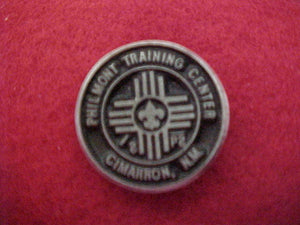 PHILMONT TRAINING CENTER
CIMARRON, N.M.